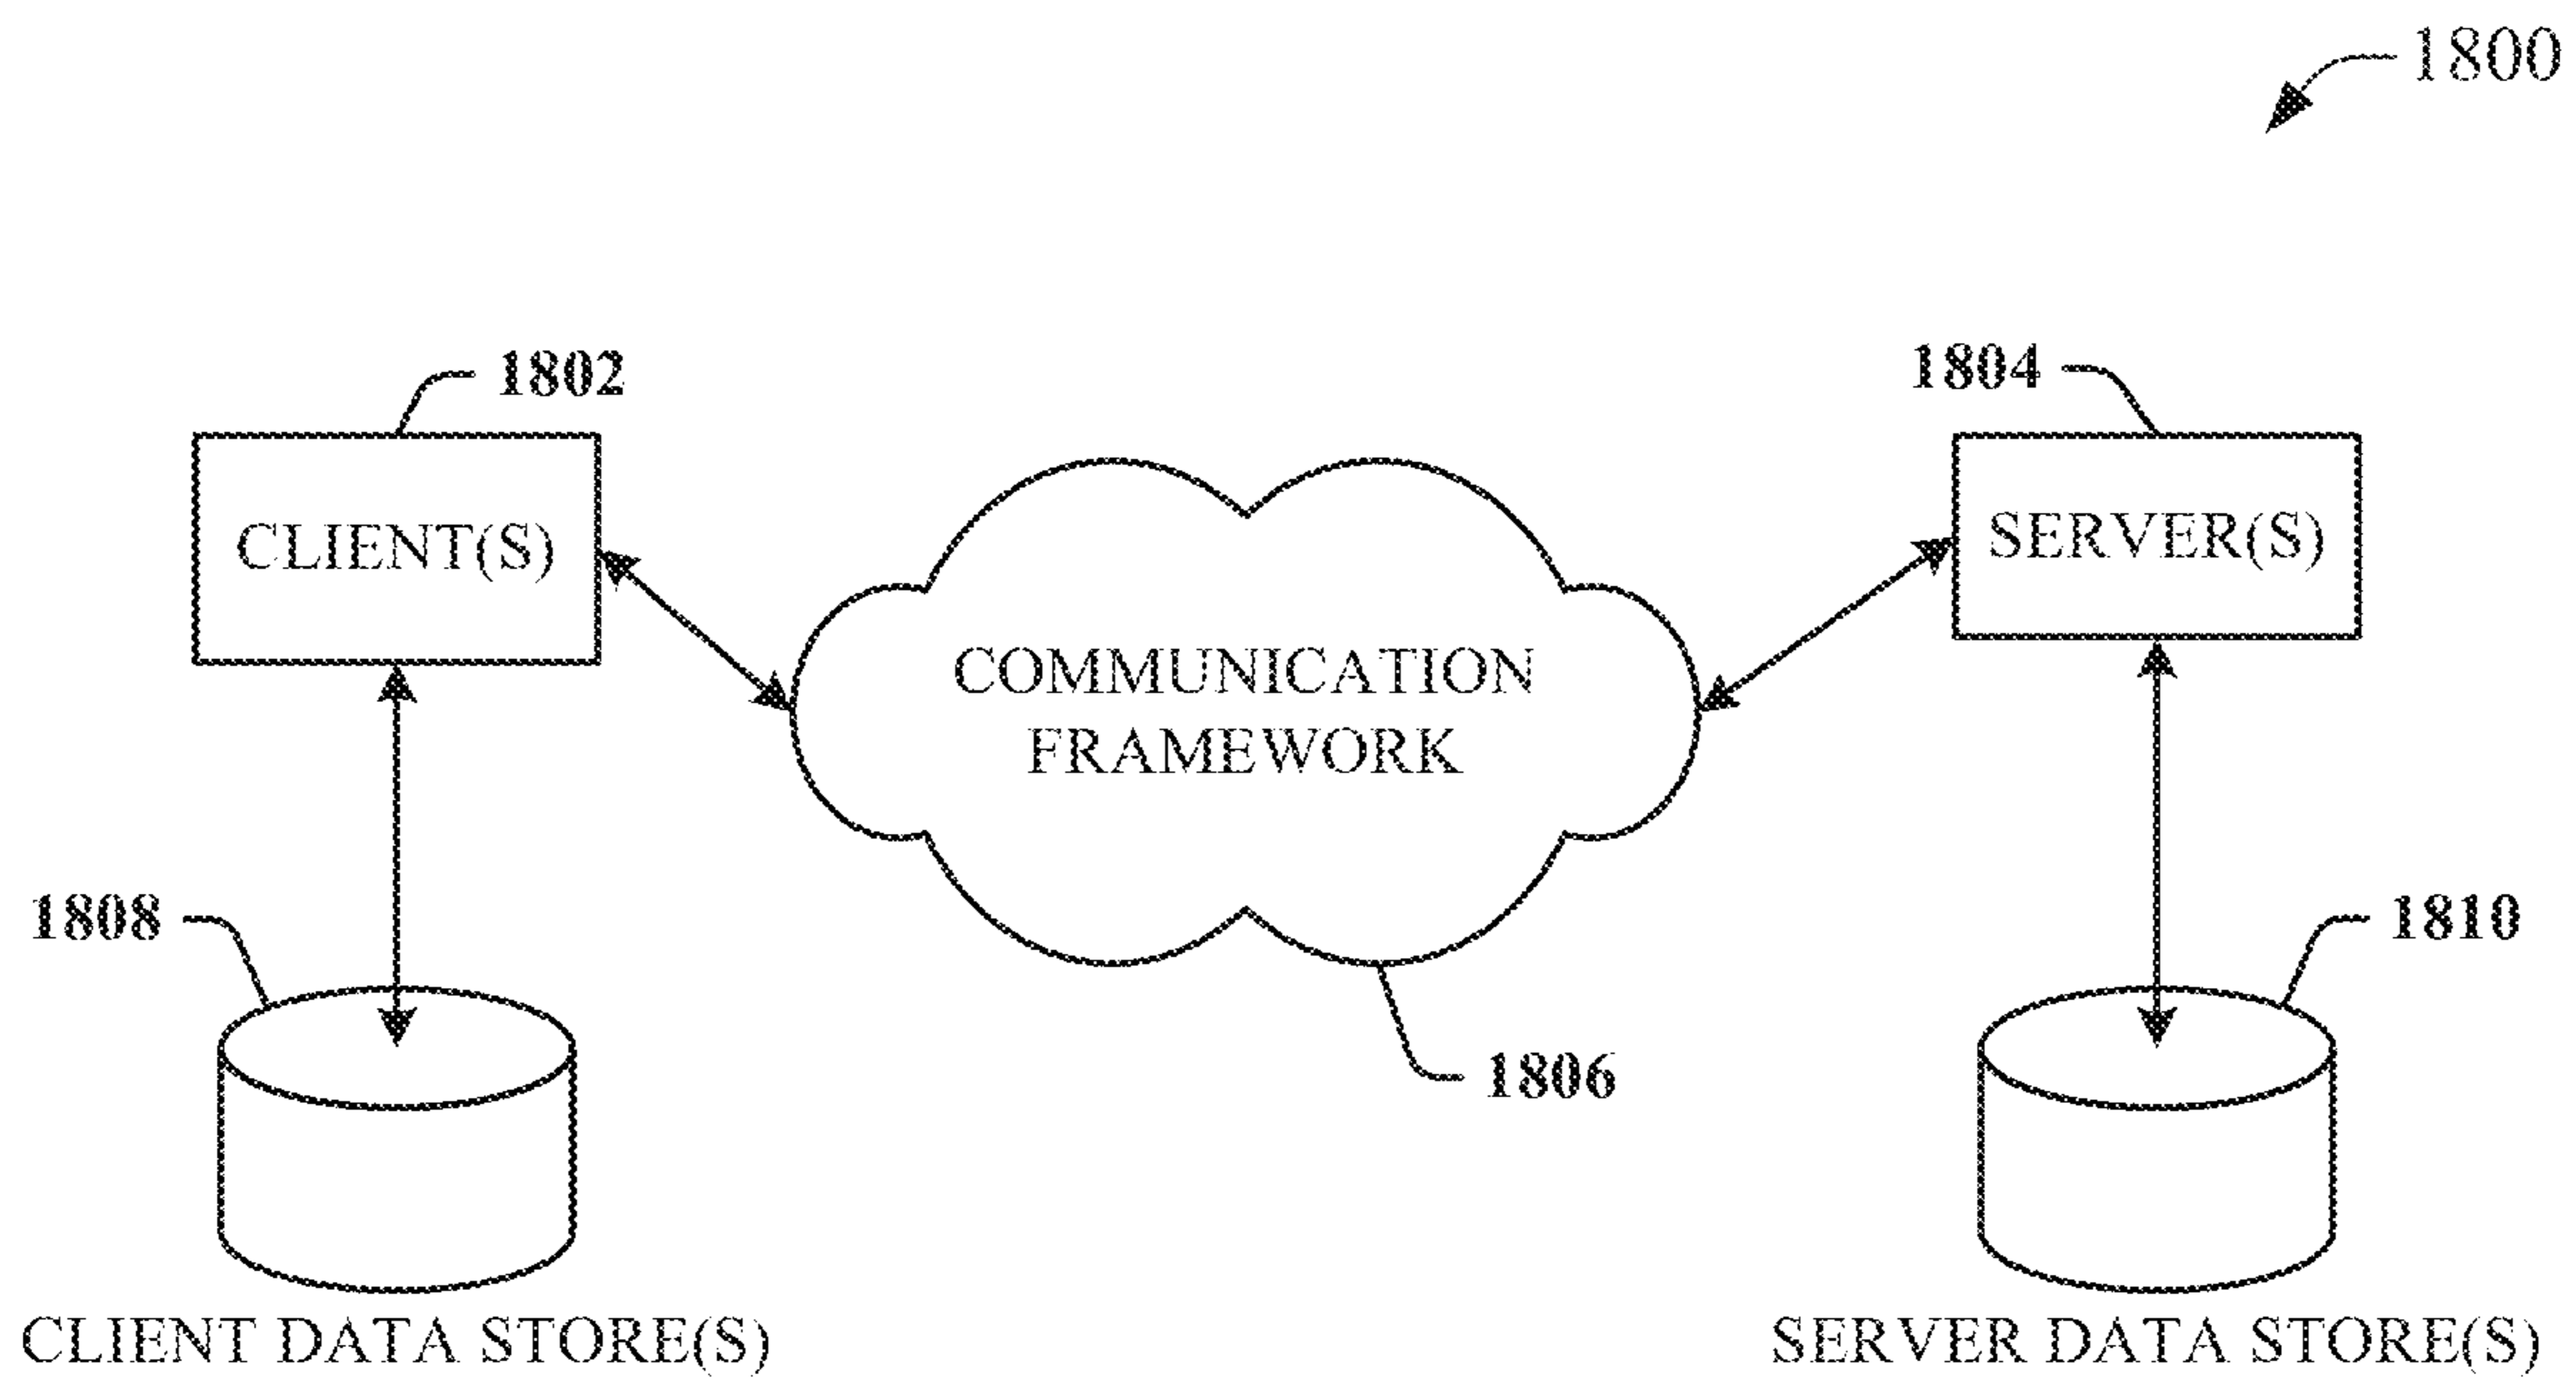 1800
1802
1804
CLIENT(S)
SERVER(S)
COMMUNICATION
FRAMEWORK
1808
1810
1806
CLIENT DATA STORE(S)
SERVER DATA STORE(S)